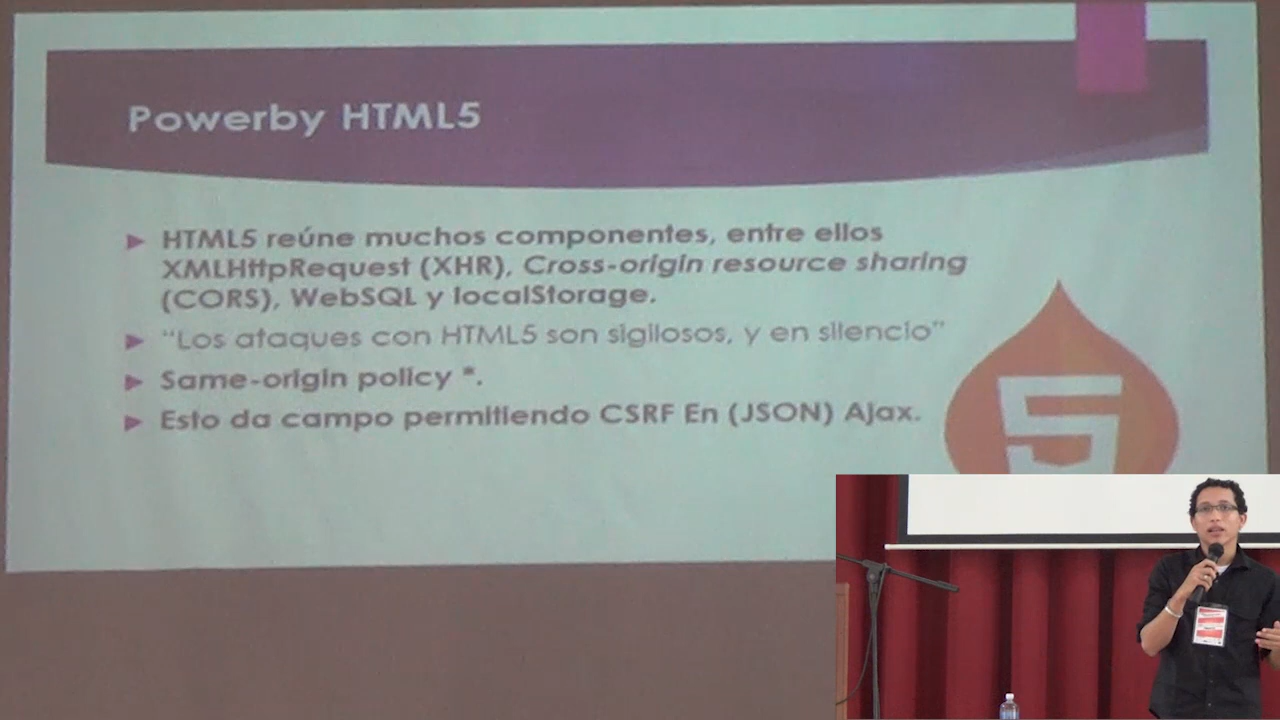 Powerby HTML5
HTML5 reúne muchos componentes, entre ellos
XMLHttpRequest (XHR), Cross-origin resource sharing
(CORS), WebSQL y localStorage.
“Los ataques con HTML5 son sigilosos, y en silencio”
Same-origin policy *.
Esto da campo permitiendo CSRF En (JSON) Ajax.
5